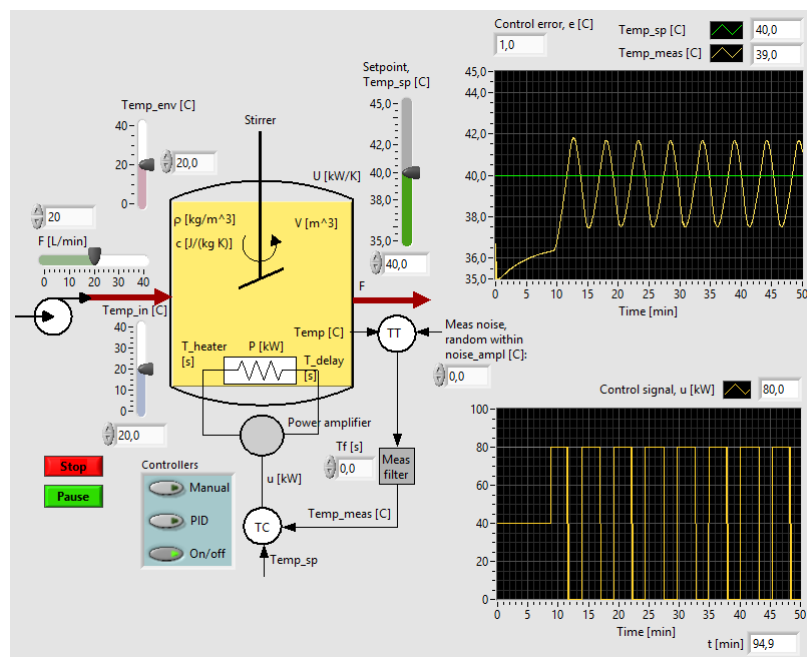 Control error, e [C]
1,0
Temp_sp [C]
40,0
Temp_meas [C]
39,0
Setpoint,
Temp_sp [C]
45,0
42,0
40,0
38,0
35,0
40,0
Temp_env [C]
40
20
0
20,0
Stirrer
U [kW/K]
ρ [kg/m^3]
V [m^3]
c [J/(kg K)]
20
F [L/min]
0 10 20 30 40
F
Temp_in [C]
40
30
20
10
0
20,0
Temp [C]
TT
Meas noise,
random within
noise_ampl [C]:
0,0
T_heater
[s]
P [kW]
T_delay
[s]
Power amplifier
Tf [s]
0,0
Meas
filter
u [kW]
Temp_meas [C]
TC
Temp_sp
Stop
Pause
Controllers
Manual
PID
On/off
45,0
44,0
42,0
40,0
38,0
36,0
35,0
0 5 10 15 20 25 30 35 40 45 50
Time [min]
Control signal, u [kW]
80,0
100
80
60
40
20
0
0 5 10 15 20 25 30 35 40 45 50
Time [min]
t [min]
94,9